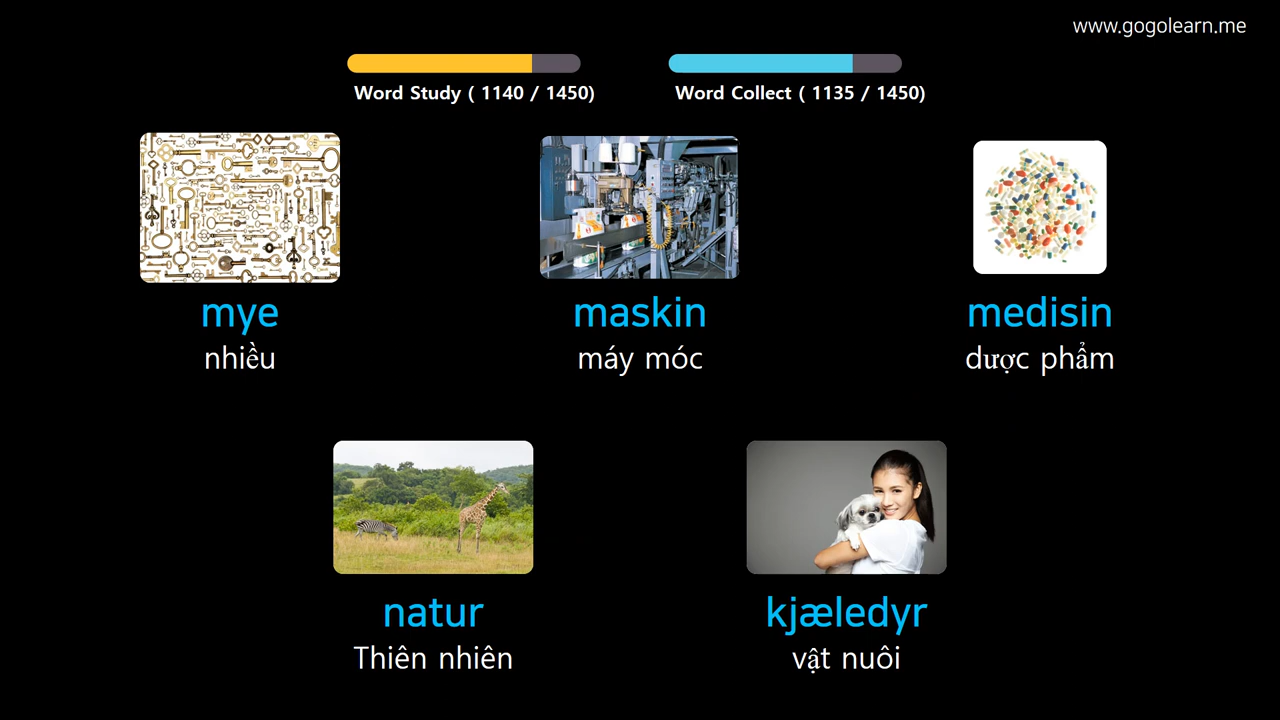 www.gogolearn.me
Word Study ( 1140 / 1450)
Word Collect ( 1135 / 1450)
mye
nhiều
maskin
máy móc
medisin
dược phẩm
natur
Thiên nhiên
kjæledyr
vật nuôi